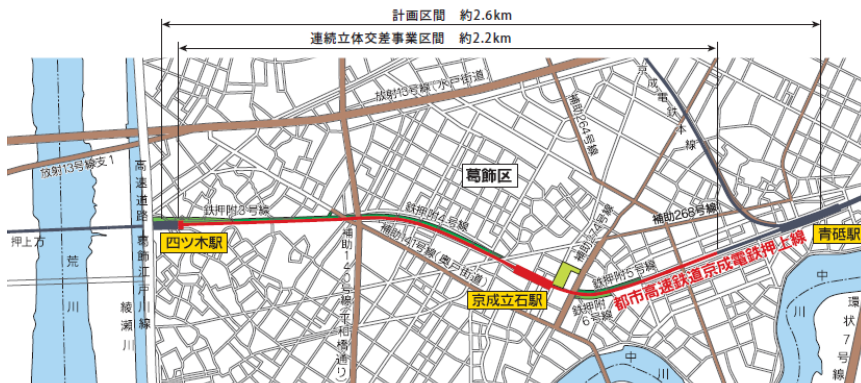 計画区間 約2.6km
連続立体交差事業区間 約2.2km
放射13号線(水戸街道)
京成電鉄本線
補助264号線
放射13号線支1
高速道路葛飾江戸川線
葛飾区
鉄押附3号線
鉄押附4号線
補助274号線
補助268号線
押上方
四ツ木駅
補助140号線(平和橋通り)
補助141号線(奥戸街道)
京成立石駅
鉄押附5号線
鉄押附6号線
都市高速鉄道京成電鉄押上線
青砥駅
荒川
綾瀬川
中川
中川
環状7号線